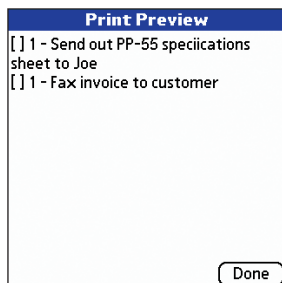 Print Preview
[ ] 1 - Send out PP-55 speciications
sheet to Joe
[ ] 1 - Fax invoice to customer
Done